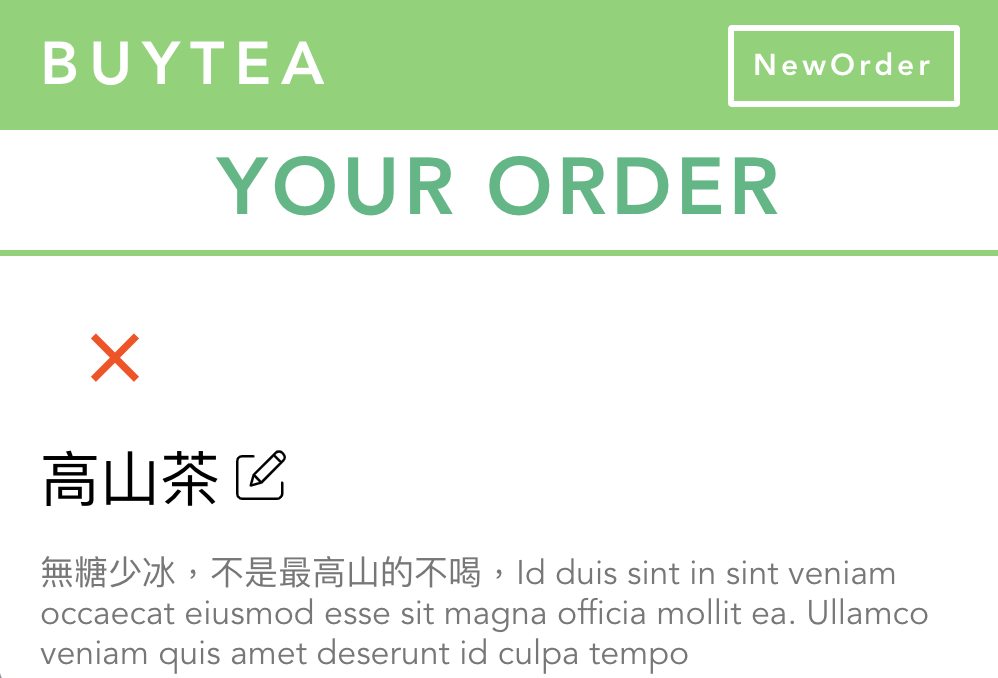 BUYTEA
NewOrder
YOUR ORDER
高山茶
無糖少冰，不是最高山的不喝，Id duis sint in sint veniam
occaecat eiusmod esse sit magna officia mollit ea. Ullamco
veniam quis amet deserunt id culpa tempo